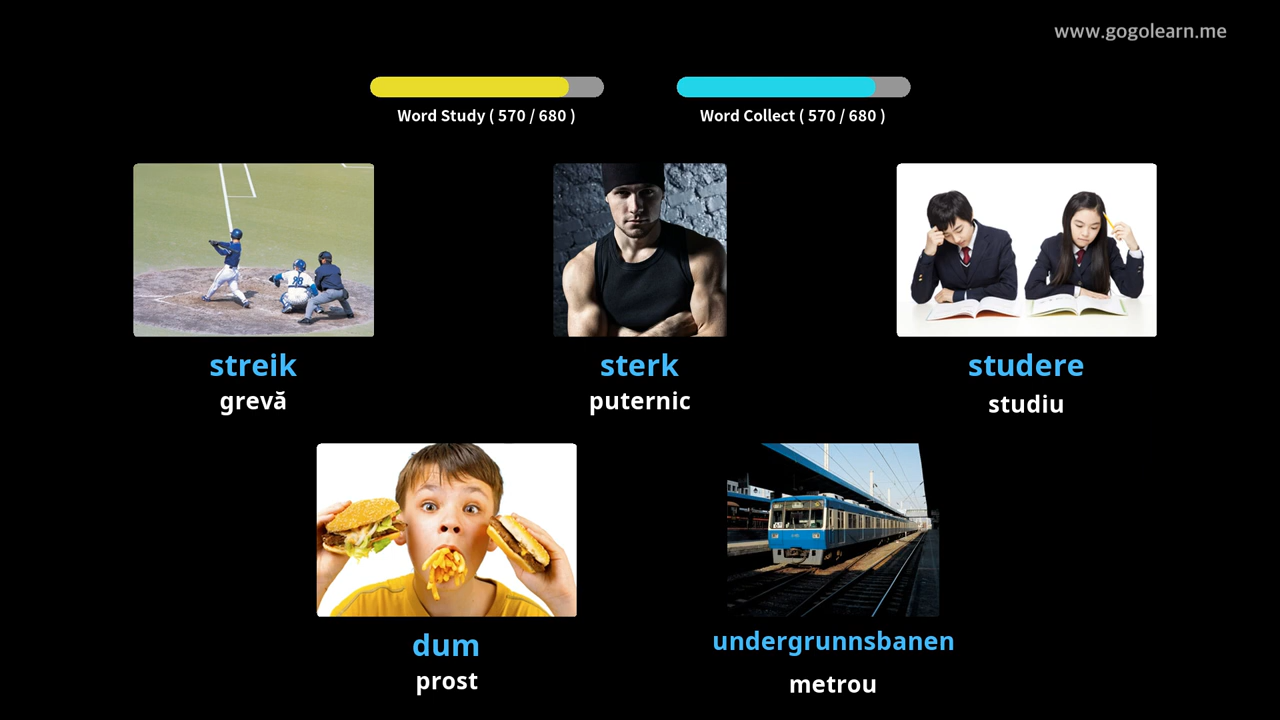 www.gogolearn.me
Word Study ( 570 / 680 )
Word Collect ( 570 / 680 )
streik
grevă
sterk
puternic
studere
studiu
dum
prost
undergrunnsbanen
metrou